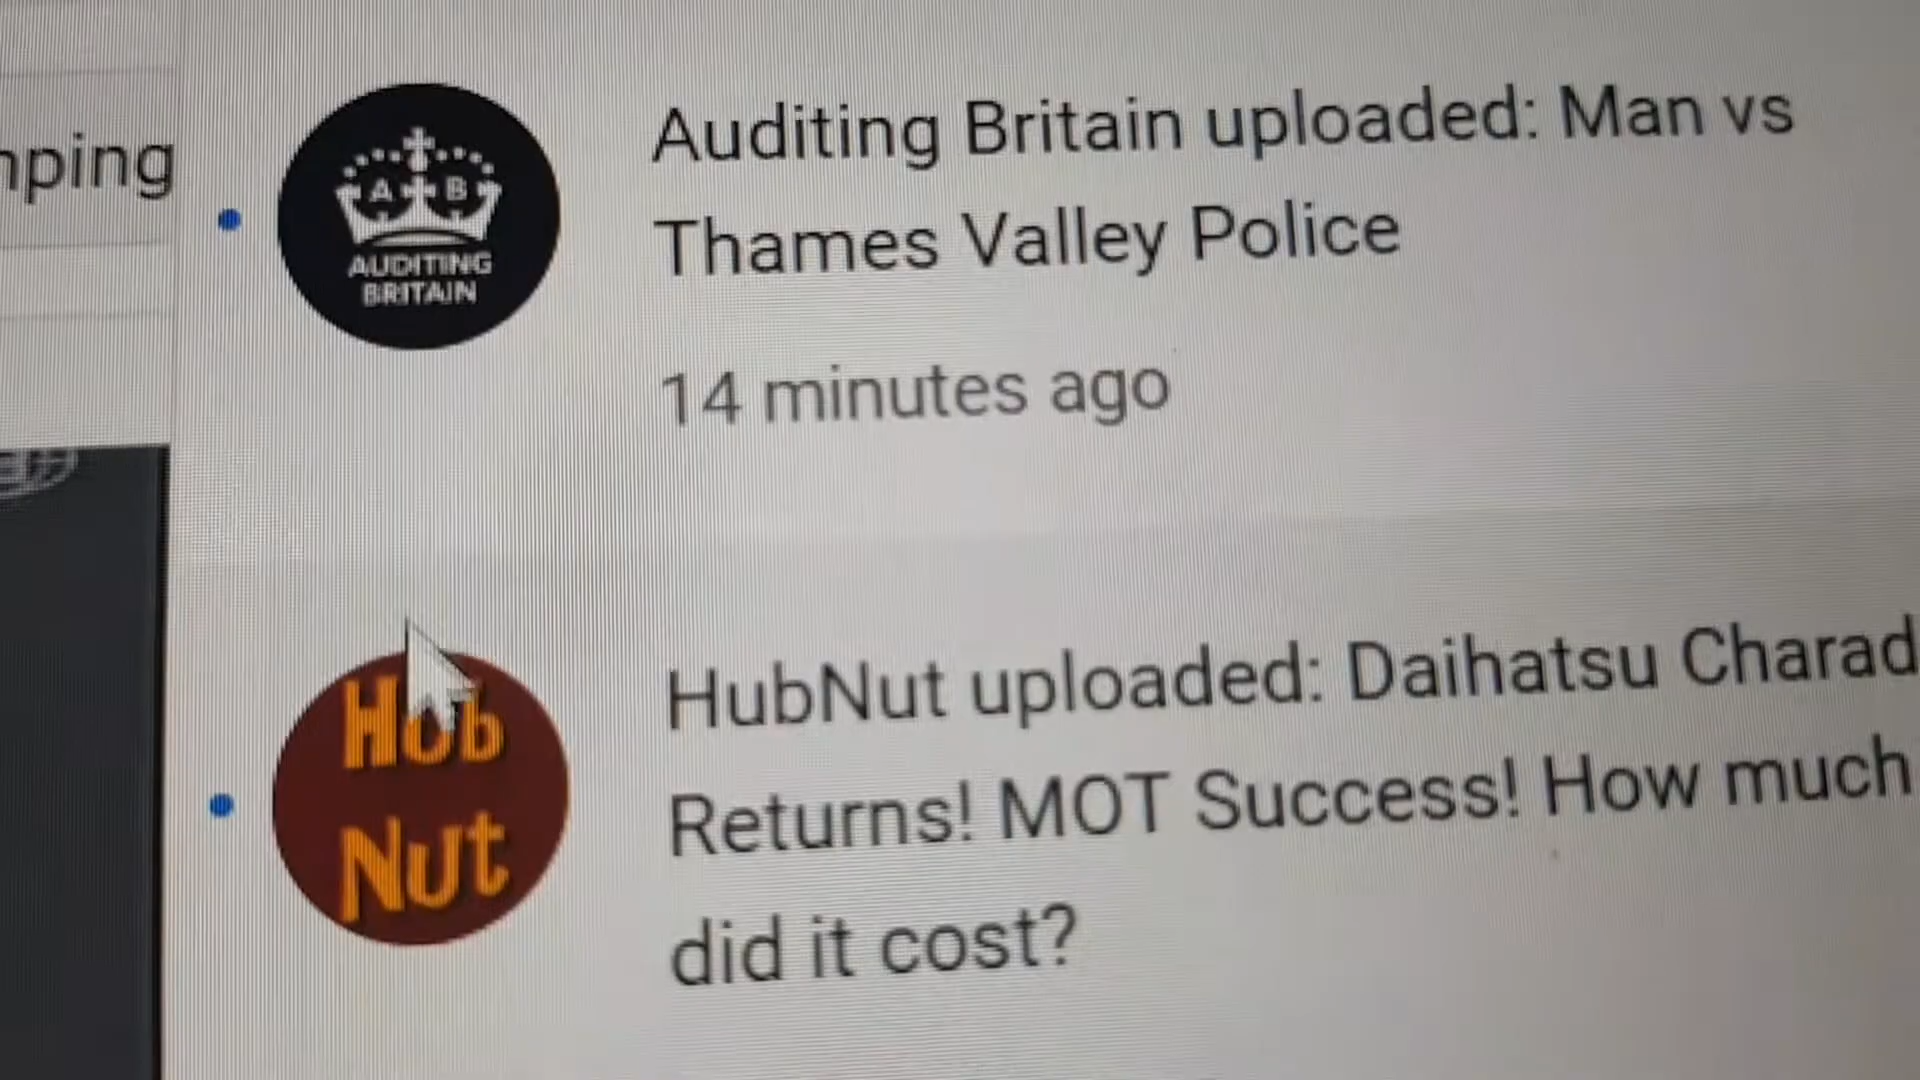 nping
A B
AUDITING
BRITAIN
Auditing Britain uploaded: Man vs
Thames Valley Police
14 minutes ago
Hub
Nut
HubNut uploaded: Daihatsu Charad
Returns! MOT Success! How much
did it cost?